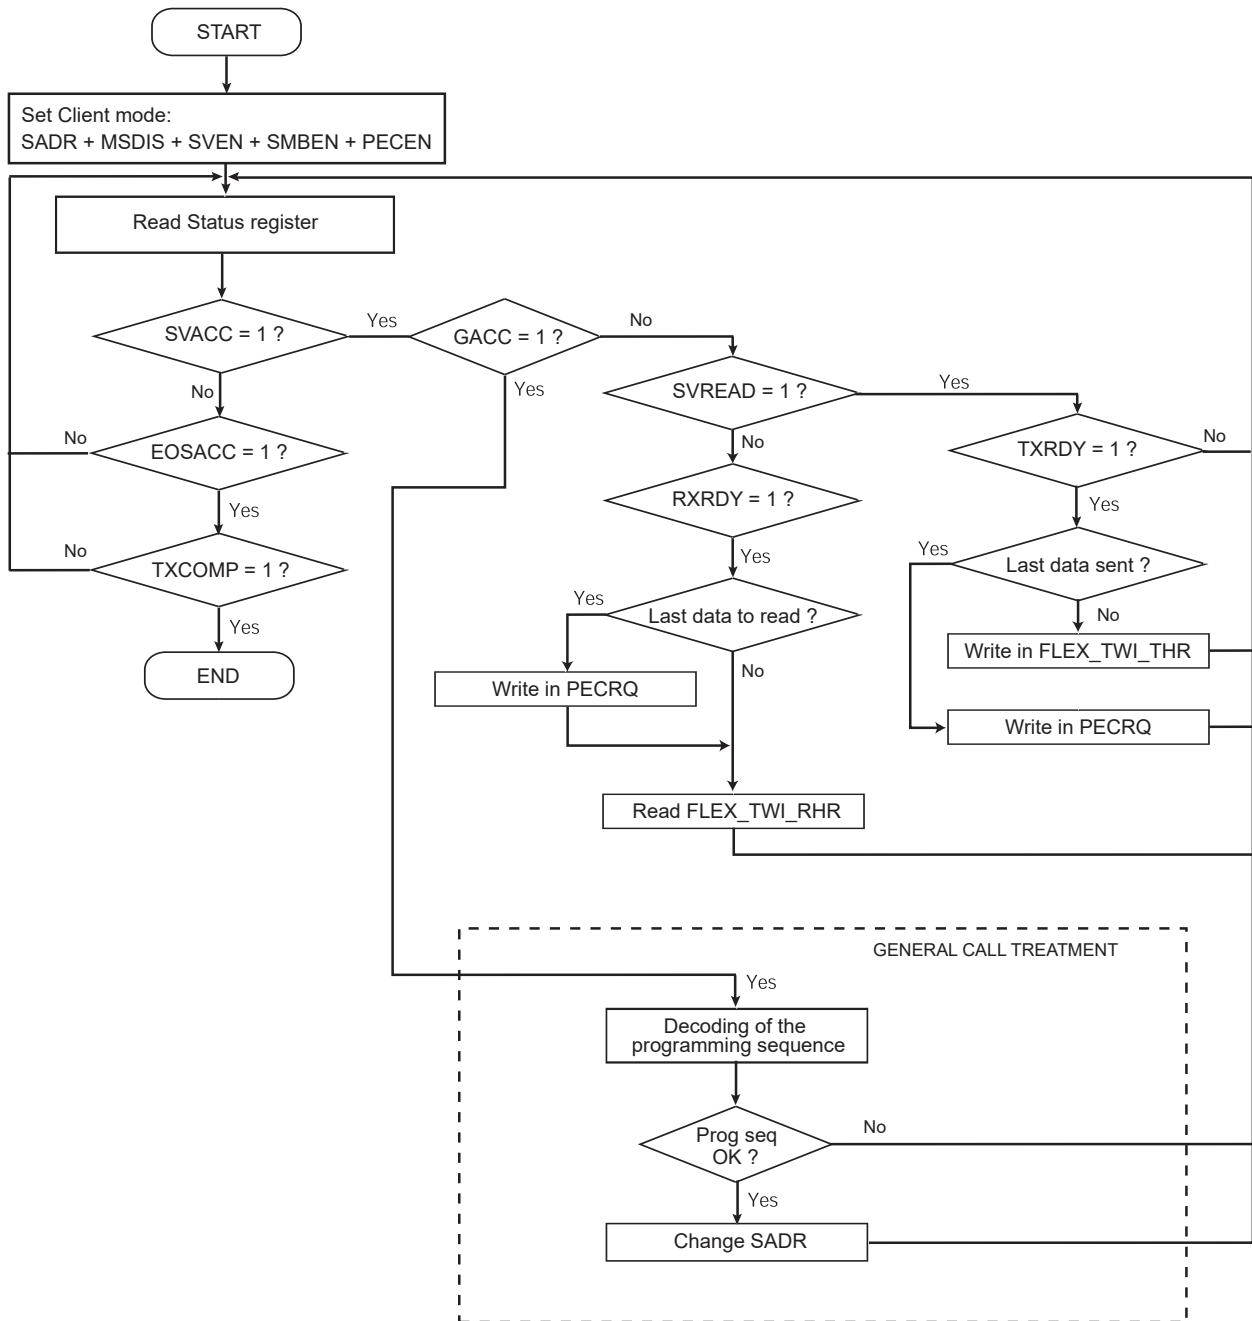 START
Set Client mode:
SADR + MSDIS + SVEN + SMBEN + PECEN
Read Status register
SVACC = 1 ?
Yes
GACC = 1 ?
No
No
Yes
SVREAD = 1 ?
Yes
No
EOSACC = 1 ?
No
Yes
RXRDY = 1 ?
Yes
TXRDY = 1 ?
No
Yes
No
TXCOMP = 1 ?
Yes
END
Yes
Last data to read ?
No
Write in PECRQ
Yes
Last data sent ?
No
Write in FLEX_TWI_THR
Write in PECRQ
Read FLEX_TWI_RHR
GENERAL CALL TREATMENT
Yes
Decoding of the
programming sequence
Prog seq
OK ?
No
Yes
Change SADR